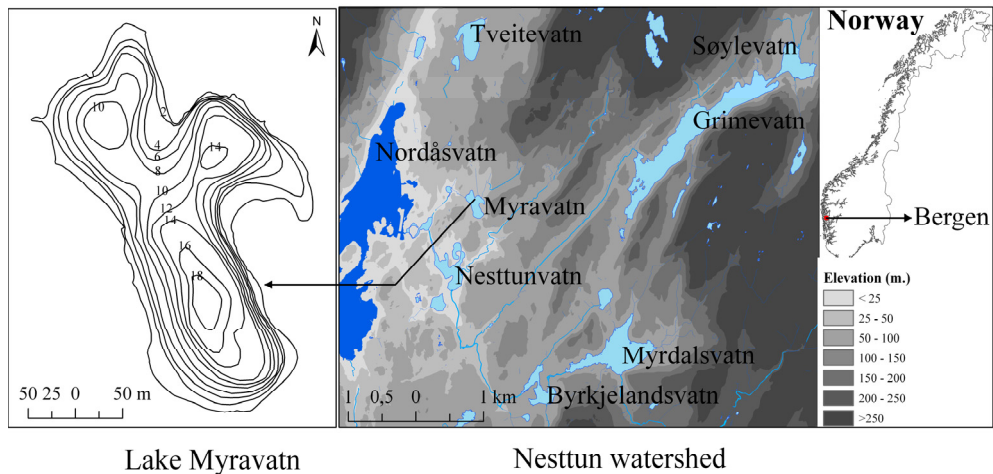 N
10
2
4
6
8
14
10
12
14
16
18
50 25 0 50 m
Tveitevatn
Søylevatn
Grimevatn
Nordåsvatn
Myravatn
Nesttunvatn
Myrdalsvatn
Byrkjelandsvatn
1 0,5 0 1 km
Norway
Bergen
Elevation (m.)
< 25
25 - 50
50 - 100
100 - 150
150 - 200
200 - 250
>250
Lake Myravatn
Nesttun watershed